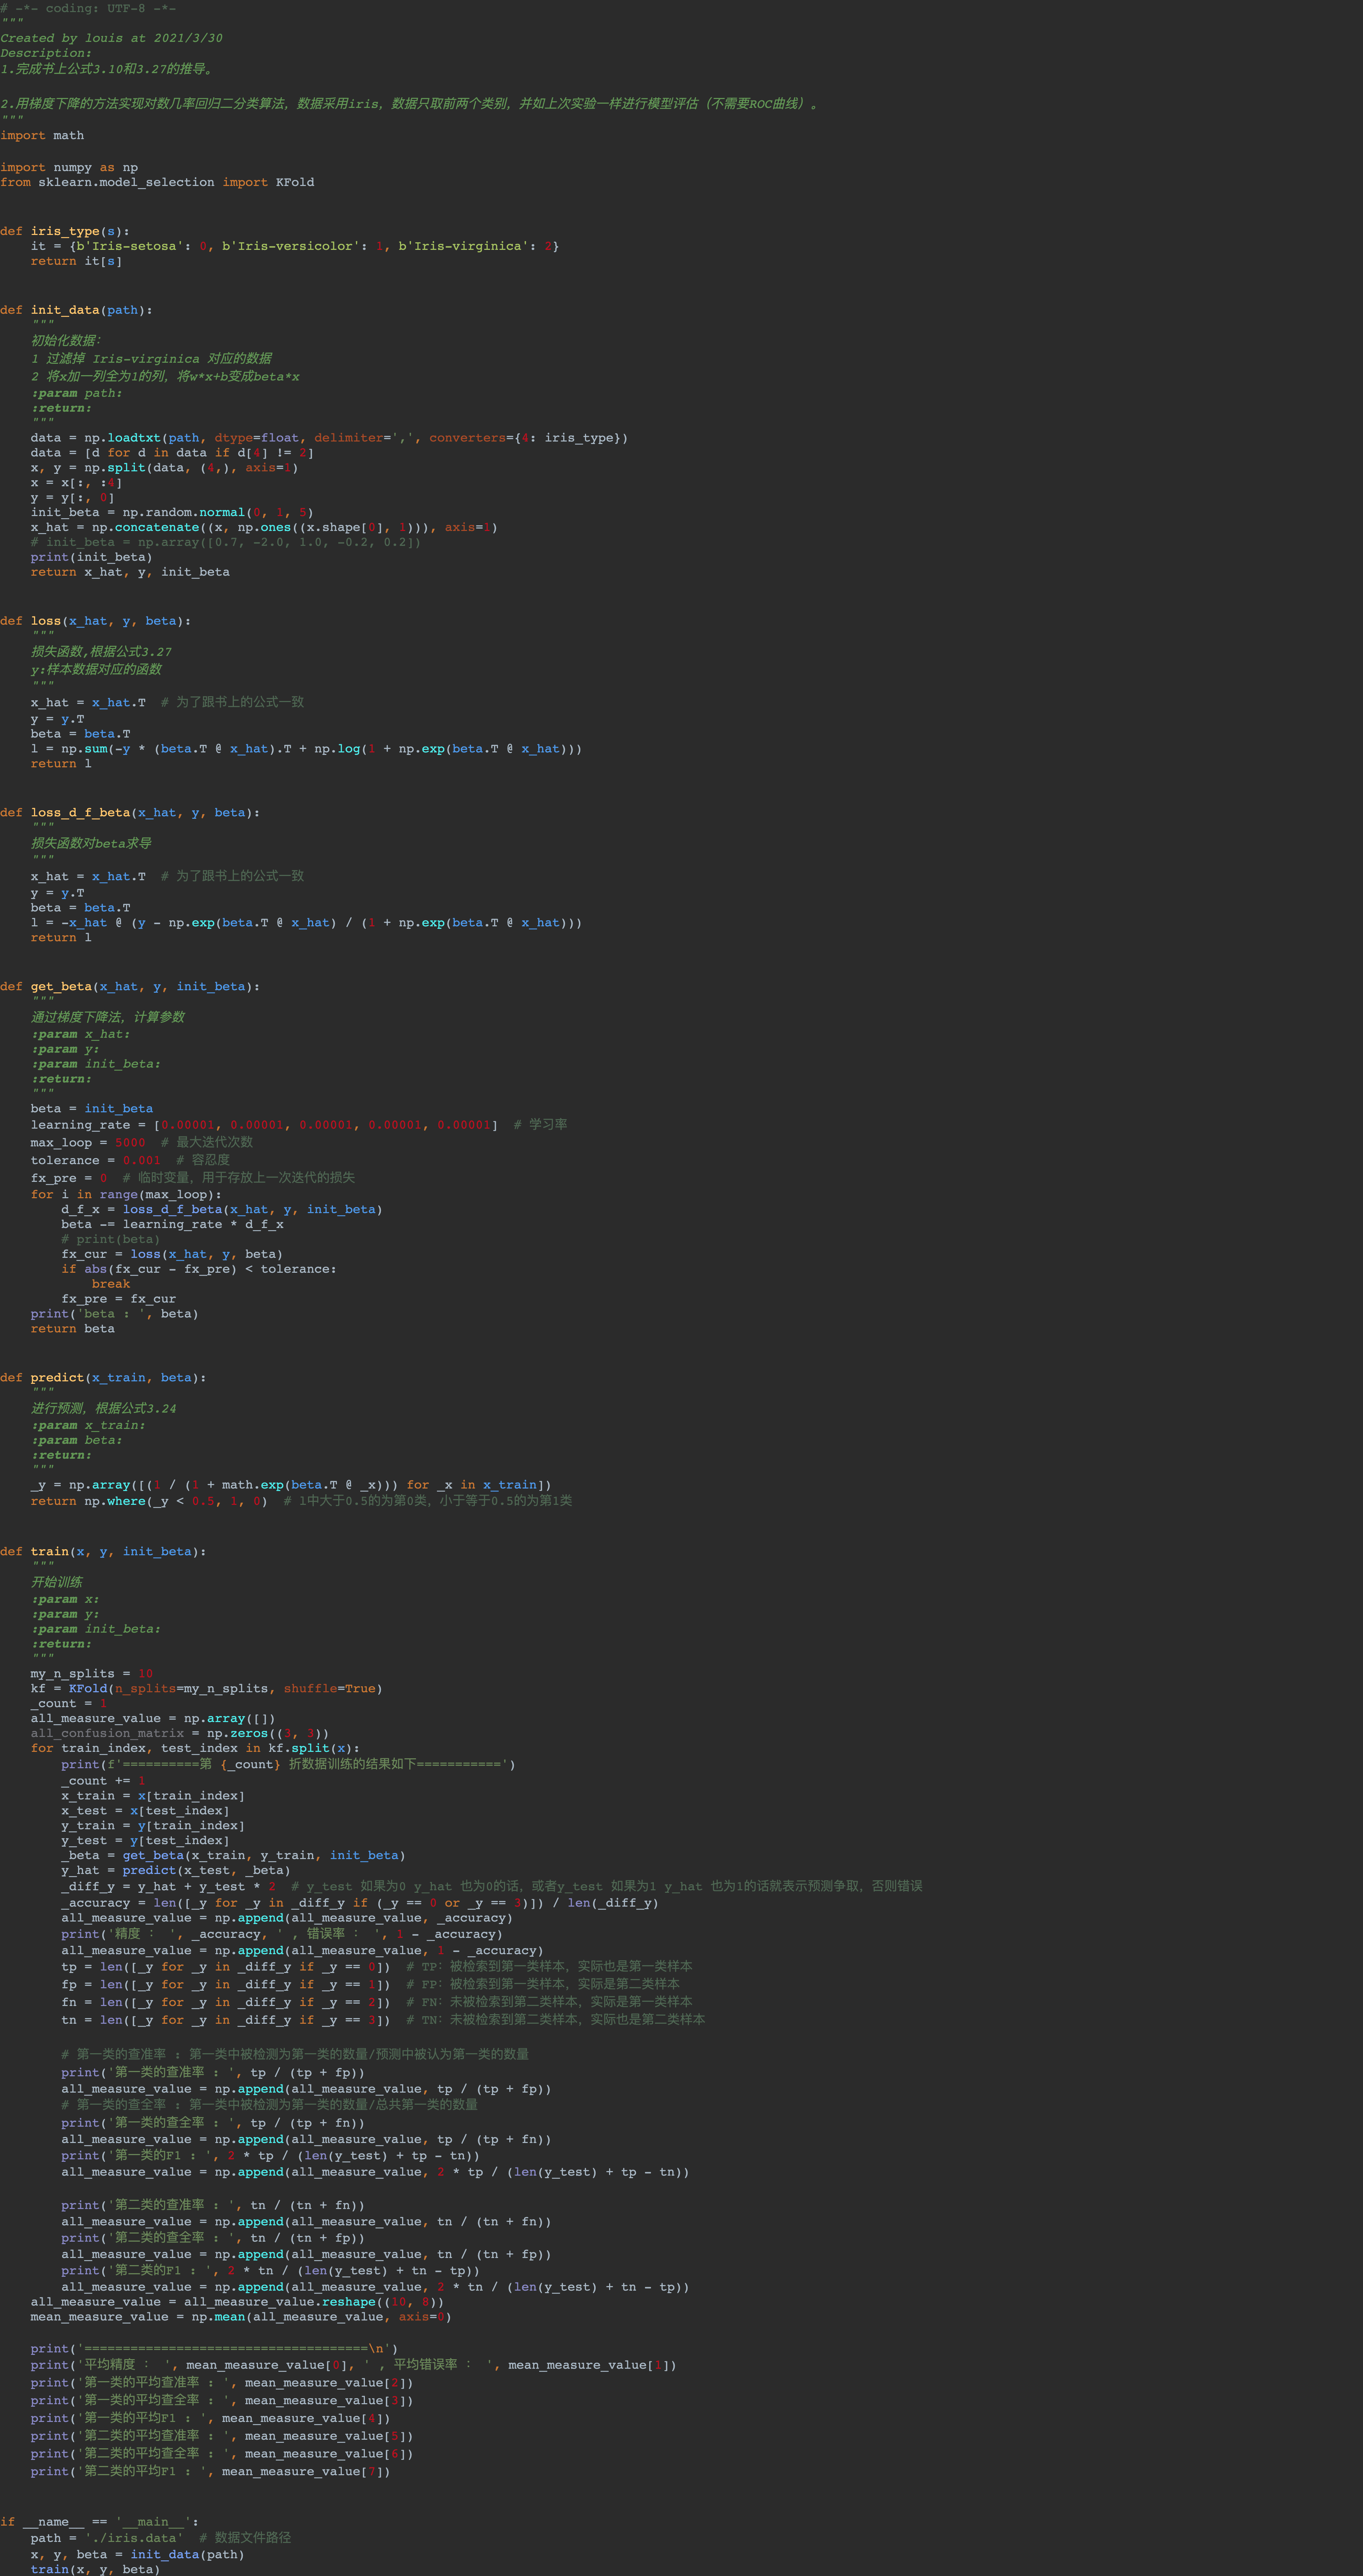 # -*- coding: UTF-8 -*-
"""
Created by louis at 2021/3/30
Description:
1.完成书上公式3.10和3.27的推导。

2.用梯度下降的方法实现对数几率回归二分类算法，数据采用iris，数据只取前两个类别，并如上次实验一样进行模型评估（不需要ROC曲线）。
"""
import math

import numpy as np
from sklearn.model_selection import KFold


def iris_type(s):
    it = {b'Iris-setosa': 0, b'Iris-versicolor': 1, b'Iris-virginica': 2}
    return it[s]


def init_data(path):
    """
    初始化数据：
    1 过滤掉 Iris-virginica 对应的数据
    2 将x加一列全为1的列，将w*x+b变成beta*x
    :param path:
    :return:
    """
    data = np.loadtxt(path, dtype=float, delimiter=',', converters={4: iris_type})
    data = [d for d in data if d[4] != 2]
    x, y = np.split(data, (4,), axis=1)
    x = x[:, :4]
    y = y[:, 0]
    init_beta = np.random.normal(0, 1, 5)
    x_hat = np.concatenate((x, np.ones((x.shape[0], 1))), axis=1)
    # init_beta = np.array([0.7, -2.0, 1.0, -0.2, 0.2])
    print(init_beta)
    return x_hat, y, init_beta


def loss(x_hat, y, beta):
    """
    损失函数,根据公式3.27
    y:样本数据对应的函数
    """
    x_hat = x_hat.T  # 为了跟书上的公式一致
    y = y.T
    beta = beta.T
    l = np.sum(-y * (beta.T @ x_hat).T + np.log(1 + np.exp(beta.T @ x_hat)))
    return l


def loss_d_f_beta(x_hat, y, beta):
    """
    损失函数对beta求导
    """
    x_hat = x_hat.T  # 为了跟书上的公式一致
    y = y.T
    beta = beta.T
    l = -x_hat @ (y - np.exp(beta.T @ x_hat) / (1 + np.exp(beta.T @ x_hat)))
    return l


def get_beta(x_hat, y, init_beta):
    """
    通过梯度下降法，计算参数
    :param x_hat:
    :param y:
    :param init_beta:
    :return:
    """
    beta = init_beta
    learning_rate = [0.00001, 0.00001, 0.00001, 0.00001, 0.00001]  # 学习率
    max_loop = 5000  # 最大迭代次数
    tolerance = 0.001  # 容忍度
    fx_pre = 0  # 临时变量，用于存放上一次迭代的损失
    for i in range(max_loop):
        d_f_x = loss_d_f_beta(x_hat, y, init_beta)
        beta -= learning_rate * d_f_x
        # print(beta)
        fx_cur = loss(x_hat, y, beta)
        if abs(fx_cur - fx_pre) < tolerance:
            break
        fx_pre = fx_cur
    print('beta : ', beta)
    return beta


def predict(x_train, beta):
    """
    进行预测，根据公式3.24
    :param x_train:
    :param beta:
    :return:
    """
    _y = np.array([(1 / (1 + math.exp(beta.T @ _x))) for _x in x_train])
    return np.where(_y < 0.5, 1, 0)  # l中大于0.5的为第0类，小于等于0.5的为第1类


def train(x, y, init_beta):
    """
    开始训练
    :param x:
    :param y:
    :param init_beta:
    :return:
    """
    my_n_splits = 10
    kf = KFold(n_splits=my_n_splits, shuffle=True)
    _count = 1
    all_measure_value = np.array([])
    all_confusion_matrix = np.zeros((3, 3))
    for train_index, test_index in kf.split(x):
        print(f'==========第 {_count} 折数据训练的结果如下===========')
        _count += 1
        x_train = x[train_index]
        x_test = x[test_index]
        y_train = y[train_index]
        y_test = y[test_index]
        _beta = get_beta(x_train, y_train, init_beta)
        y_hat = predict(x_test, _beta)
        _diff_y = y_hat + y_test * 2  # y_test 如果为0 y_hat 也为0的话，或者y_test 如果为1 y_hat 也为1的话就表示预测争取，否则错误
        _accuracy = len([_y for _y in _diff_y if (_y == 0 or _y == 3)]) / len(_diff_y)
        all_measure_value = np.append(all_measure_value, _accuracy)
        print('精度 ： ', _accuracy, ' , 错误率 ： ', 1 - _accuracy)
        all_measure_value = np.append(all_measure_value, 1 - _accuracy)
        tp = len([_y for _y in _diff_y if _y == 0])  # TP：被检索到第一类样本，实际也是第一类样本
        fp = len([_y for _y in _diff_y if _y == 1])  # FP：被检索到第一类样本，实际是第二类样本
        fn = len([_y for _y in _diff_y if _y == 2])  # FN：未被检索到第二类样本，实际是第一类样本
        tn = len([_y for _y in _diff_y if _y == 3])  # TN：未被检索到第二类样本，实际也是第二类样本

        # 第一类的查准率 : 第一类中被检测为第一类的数量/预测中被认为第一类的数量
        print('第一类的查准率 : ', tp / (tp + fp))
        all_measure_value = np.append(all_measure_value, tp / (tp + fp))
        # 第一类的查全率 : 第一类中被检测为第一类的数量/总共第一类的数量
        print('第一类的查全率 : ', tp / (tp + fn))
        all_measure_value = np.append(all_measure_value, tp / (tp + fn))
        print('第一类的F1 : ', 2 * tp / (len(y_test) + tp - tn))
        all_measure_value = np.append(all_measure_value, 2 * tp / (len(y_test) + tp - tn))

        print('第二类的查准率 : ', tn / (tn + fn))
        all_measure_value = np.append(all_measure_value, tn / (tn + fn))
        print('第二类的查全率 : ', tn / (tn + fp))
        all_measure_value = np.append(all_measure_value, tn / (tn + fp))
        print('第二类的F1 : ', 2 * tn / (len(y_test) + tn - tp))
        all_measure_value = np.append(all_measure_value, 2 * tn / (len(y_test) + tn - tp))
    all_measure_value = all_measure_value.reshape((10, 8))
    mean_measure_value = np.mean(all_measure_value, axis=0)

    print('=====================================\n')
    print('平均精度 ： ', mean_measure_value[0], ' , 平均错误率 ： ', mean_measure_value[1])
    print('第一类的平均查准率 : ', mean_measure_value[2])
    print('第一类的平均查全率 : ', mean_measure_value[3])
    print('第一类的平均F1 : ', mean_measure_value[4])
    print('第二类的平均查准率 : ', mean_measure_value[5])
    print('第二类的平均查全率 : ', mean_measure_value[6])
    print('第二类的平均F1 : ', mean_measure_value[7])


if __name__ == '__main__':
    path = './iris.data'  # 数据文件路径
    x, y, beta = init_data(path)
    train(x, y, beta)